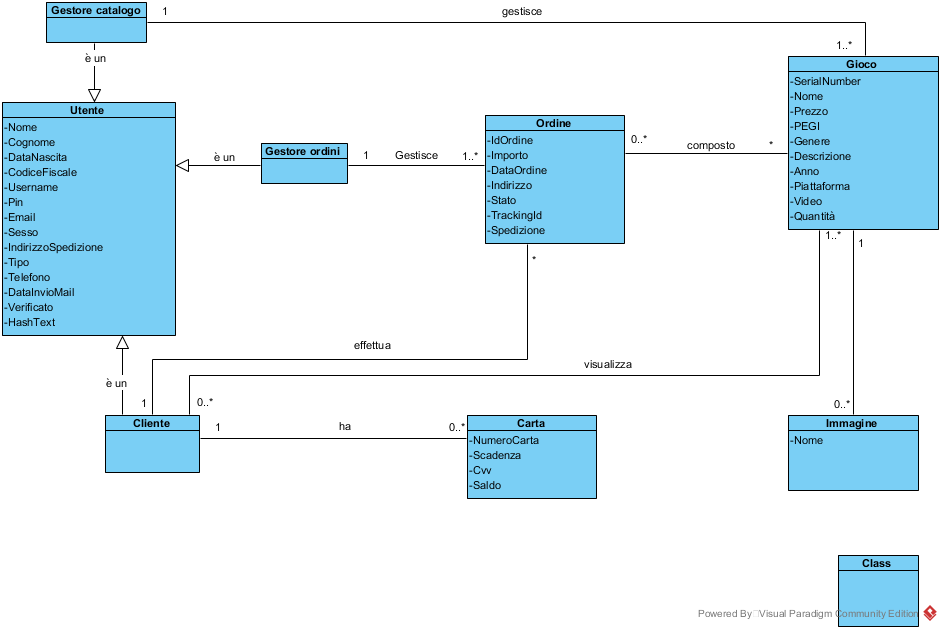 Gestore catalogo
1
gestisce
1..*
è un
Utente
-Nome
-Cognome
-DataNascita
-CodiceFiscale
-Username
-Pin
-Email
-Sesso
-IndirizzoSpedizione
-Tipo
-Telefono
-DataInvioMail
-Verificato
-HashText
è un
Gestore ordini
1
Gestisce
1..*
Ordine
-IdOrdine
-Importo
-DataOrdine
-Indirizzo
-Stato
-TrackingId
-Spedizione
0..*
composto
*
Gioco
-SerialNumber
-Nome
-Prezzo
-PEGI
-Genere
-Descrizione
-Anno
-Piattaforma
-Video
-Quantità
1..*
1
*
effettua
visualizza
è un
1
0..*
0..*
Cliente
1
ha
0..*
Carta
-NumeroCarta
-Scadenza
-Cvv
-Saldo
Immagine
-Nome
Class
Powered By Visual Paradigm Community Edition